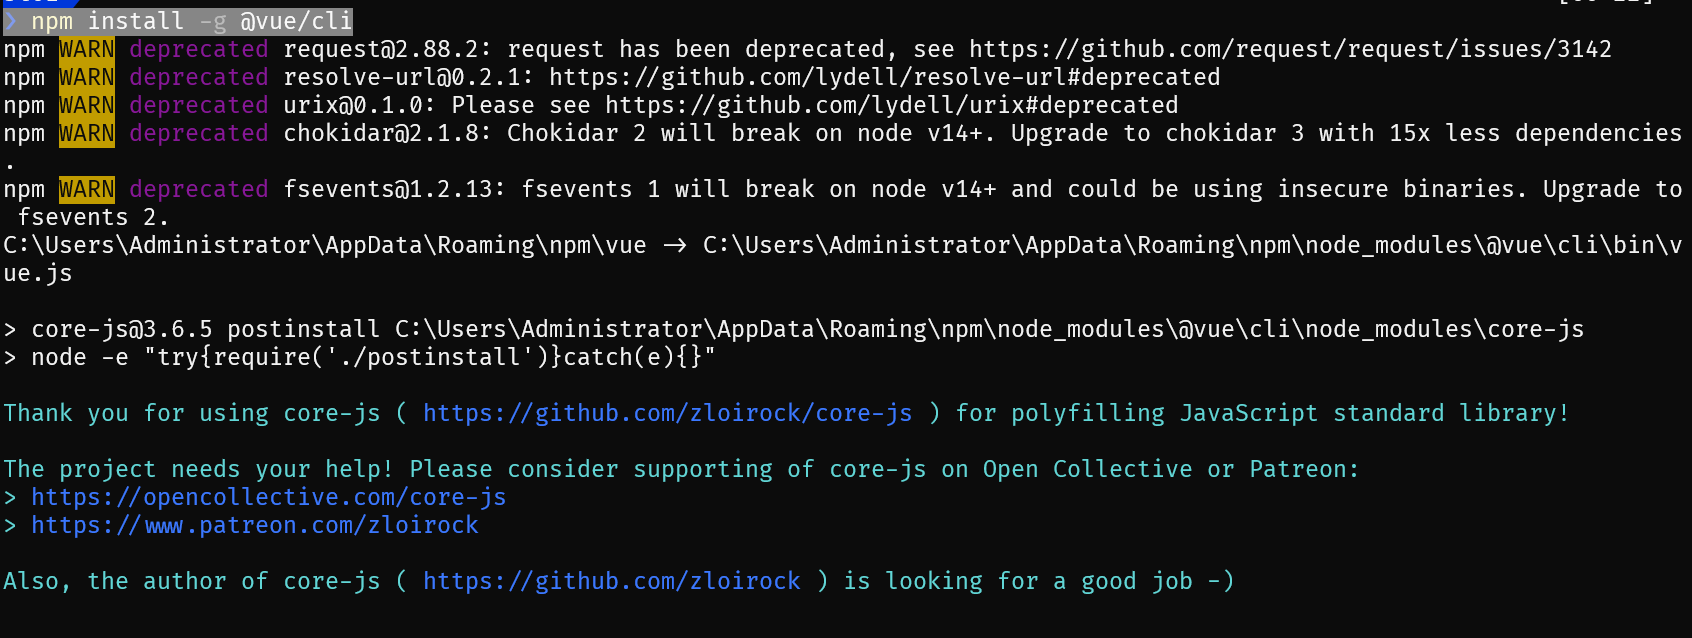 ❯ npm install -g @vue/cli
npm WARN deprecated request@2.88.2: request has been deprecated, see https://github.com/request/request/issues/3142
npm WARN deprecated resolve-url@0.2.1: https://github.com/lydell/resolve-url#deprecated
npm WARN deprecated urix@0.1.0: Please see https://github.com/lydell/urix#deprecated
npm WARN deprecated chokidar@2.1.8: Chokidar 2 will break on node v14+. Upgrade to chokidar 3 with 15x less dependencies
.
npm WARN deprecated fsevents@1.2.13: fsevents 1 will break on node v14+ and could be using insecure binaries. Upgrade to
 fsevents 2.
C:\Users\Administrator\AppData\Roaming\npm\vue -> C:\Users\Administrator\AppData\Roaming\npm\node_modules\@vue\cli\bin\v
ue.js
> core-js@3.6.5 postinstall C:\Users\Administrator\AppData\Roaming\npm\node_modules\@vue\cli\node_modules\core-js
> node -e "try{require('./postinstall')}catch(e){}"
Thank you for using core-js ( https://github.com/zloirock/core-js ) for polyfilling JavaScript standard library!
The project needs your help! Please consider supporting of core-js on Open Collective or Patreon:
> https://opencollective.com/core-js
> https://www.patreon.com/zloirock
Also, the author of core-js ( https://github.com/zloirock ) is looking for a good job -)